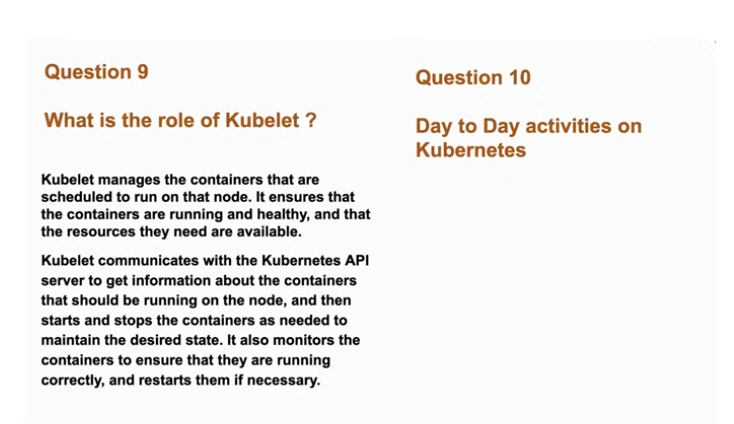 Question 9
What is the role of Kubelet ?
Kubelet manages the containers that are
scheduled to run on that node. It ensures that
the containers are running and healthy, and that
the resources they need are available.
Kubelet communicates with the Kubernetes API
server to get information about the containers
that should be running on the node, and then
starts and stops the containers as needed to
maintain the desired state. It also monitors the
containers to ensure that they are running
correctly, and restarts them if necessary.
Question 10
Day to Day activities on
Kubernetes